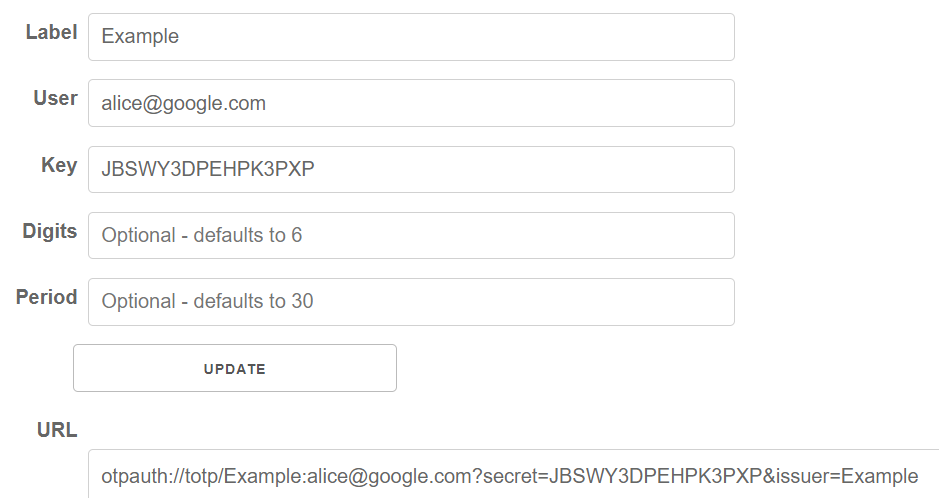 Label Example
User alice@google.com
Key JBSWY3DPEHPK3PXP
Digits Optional - defaults to 6
Period Optional - defaults to 30
UPDATE
URL
otpauth://totp/Example:alice@google.com?secret=JBSWY3DPEHPK3PXP&issuer=Example